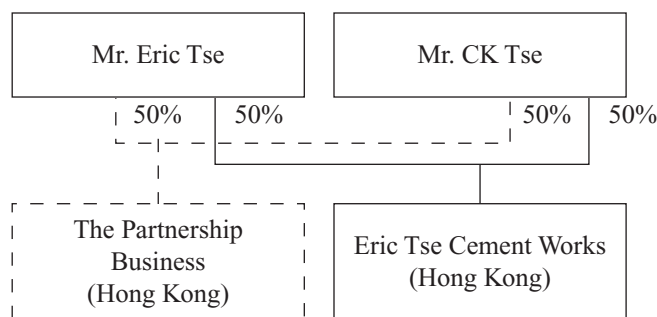 Mr. Eric Tse
Mr. CK Tse
50%
50%
50%
50%
The Partnership
Business
(Hong Kong)
Eric Tse Cement Works
(Hong Kong)